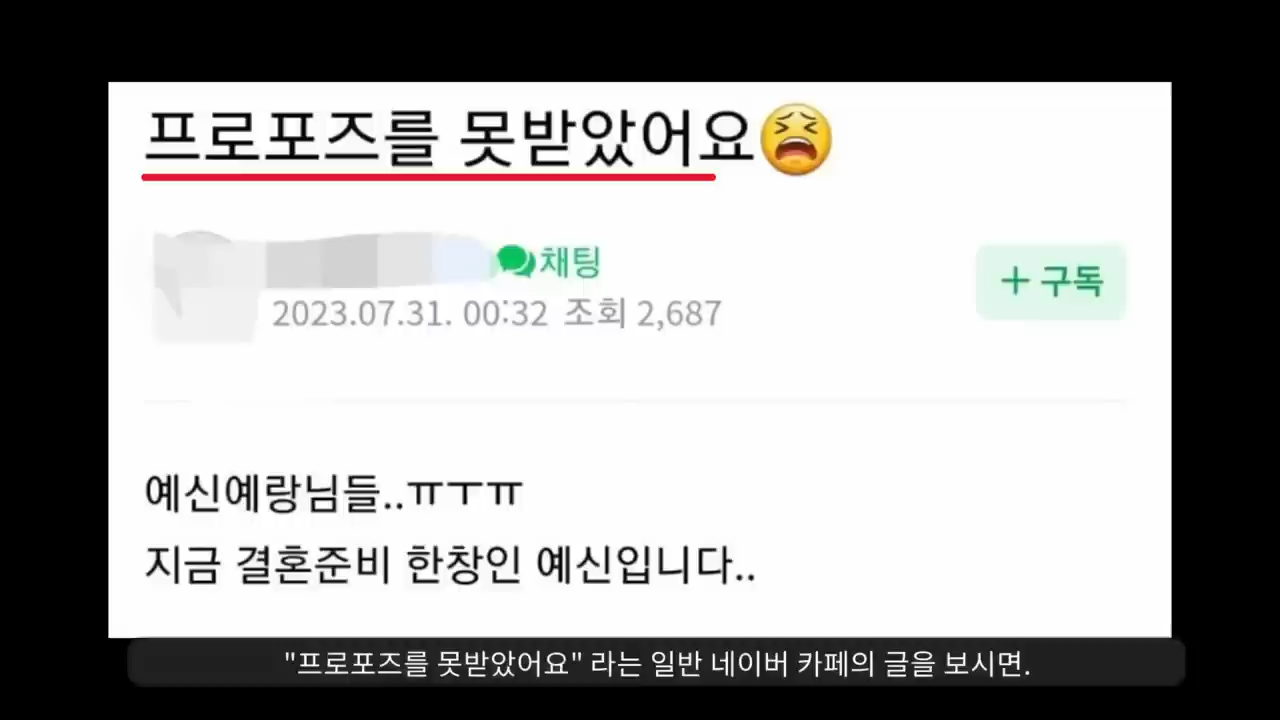 프로포즈를 못받았어요😫
채팅
2023.07.31. 00:32 조회 2,687
+ 구독
예신예랑님들..ㅠㅜㅠ
지금 결혼준비 한창인 예신입니다..
"프로포즈를 못받았어요" 라는 일반 네이버 카페의 글을 보시면.